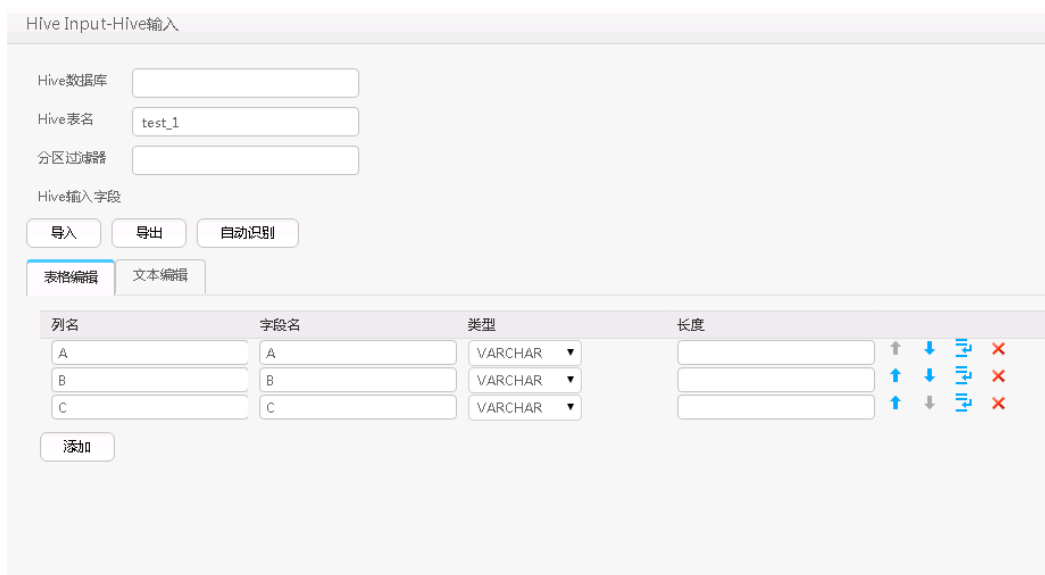 Hive Input-Hive输入
Hive数据库
Hive表名 test_1
分区过滤器
Hive输入字段
导入 导出 自动识别
表格编辑 文本编辑
列名 字段名 类型 长度
A A VARCHAR
B B VARCHAR
C C VARCHAR
添加